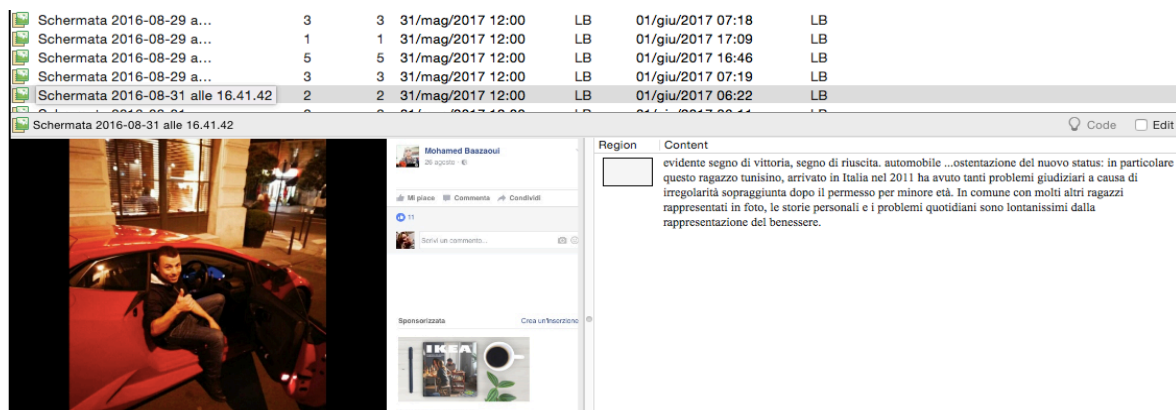 Schermata 2016-08-29 a... 3 3 31/mag/2017 12:00 LB 01/giu/2017 07:18 LB
Schermata 2016-08-29 a... 1 1 31/mag/2017 12:00 LB 01/giu/2017 17:09 LB
Schermata 2016-08-29 a... 5 5 31/mag/2017 12:00 LB 01/giu/2017 16:46 LB
Schermata 2016-08-29 a... 3 3 31/mag/2017 12:00 LB 01/giu/2017 07:19 LB
Schermata 2016-08-31 alle 16.41.42 2 2 31/mag/2017 12:00 LB 01/giu/2017 06:22 LB
Schermata 2016-08-31 alle 16.41.42 Code Edit
Mohamed Baazaoui
26 agosto
Mi piace Commenta Condividi
11
Scrivi un commento...
Sponsorizzata Crea un'inserzione
IKEA
Region Content
evidente segno di vittoria, segno di riuscita. automobile ...ostentazione del nuovo status: in particolare
questo ragazzo tunisino, arrivato in Italia nel 2011 ha avuto tanti problemi giudiziari a causa di
irregolarità sopraggiunta dopo il permesso per minore età. In comune con molti altri ragazzi
rappresentati in foto, le storie personali e i problemi quotidiani sono lontanissimi dalla
rappresentazione del benessere.